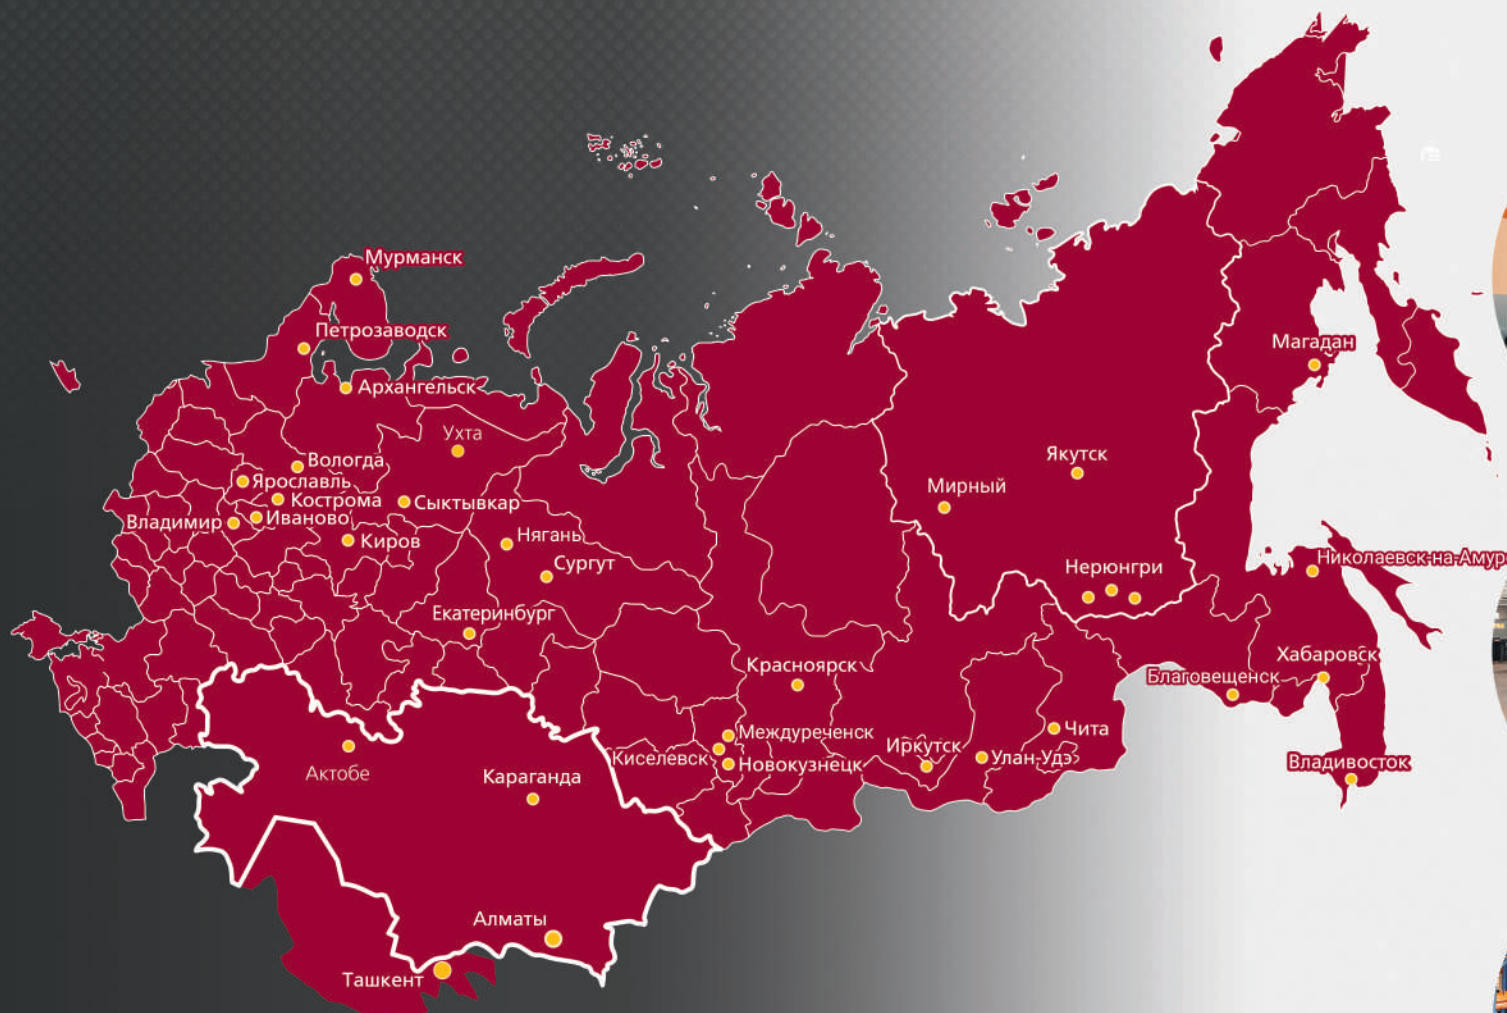 Мурманск
Петрозаводск
Магадан
Архангельск
Ухта
Якутск
Вологда
Ярославль
Мирный
Кострома
Сыктывкар
Владимир
Иваново
Нягань
Киров
Николаевск-на-Амур
Сургут
Нерюнгри
Екатеринбург
Хабаровск
Красноярск
Благовещенск
Чита
Междуреченск
Иркутск
Киселевск
Улан-Удэ
Владивосток
Новокузнецк
Актобе
Караганда
Алматы
Ташкент